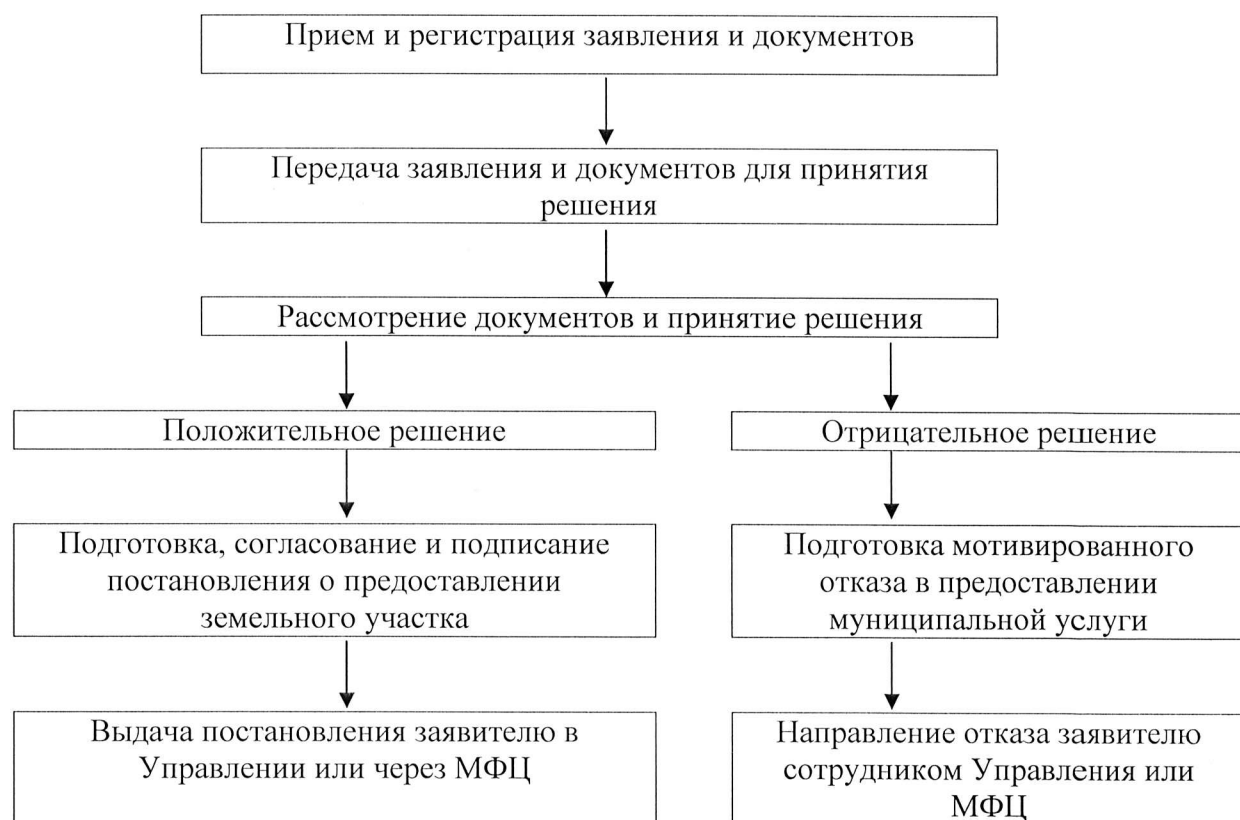 Прием и регистрация заявления и документов
Передача заявления и документов для принятия
решения
Рассмотрение документов и принятие решения
Положительное решение
Отрицательное решение
Подготовка, согласование и подписание
постановления о предоставлении
земельного участка
Подготовка мотивированного
отказа в предоставлении
муниципальной услуги
Выдача постановления заявителю в
Управлении или через МФЦ
Направление отказа заявителю
сотрудником Управления или
МФЦ